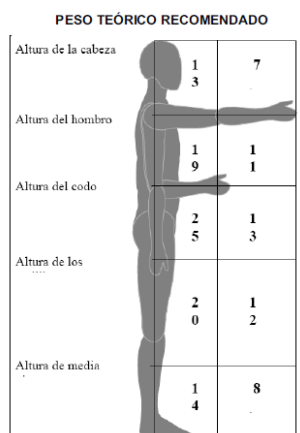 PESO TEÓRICO RECOMENDADO
Altura de la cabeza
1 7
3
Altura del hombro
1 1
9 1
Altura del codo
2 1
5 3
Altura de los
2 1
0 2
Altura de media
1 8
4